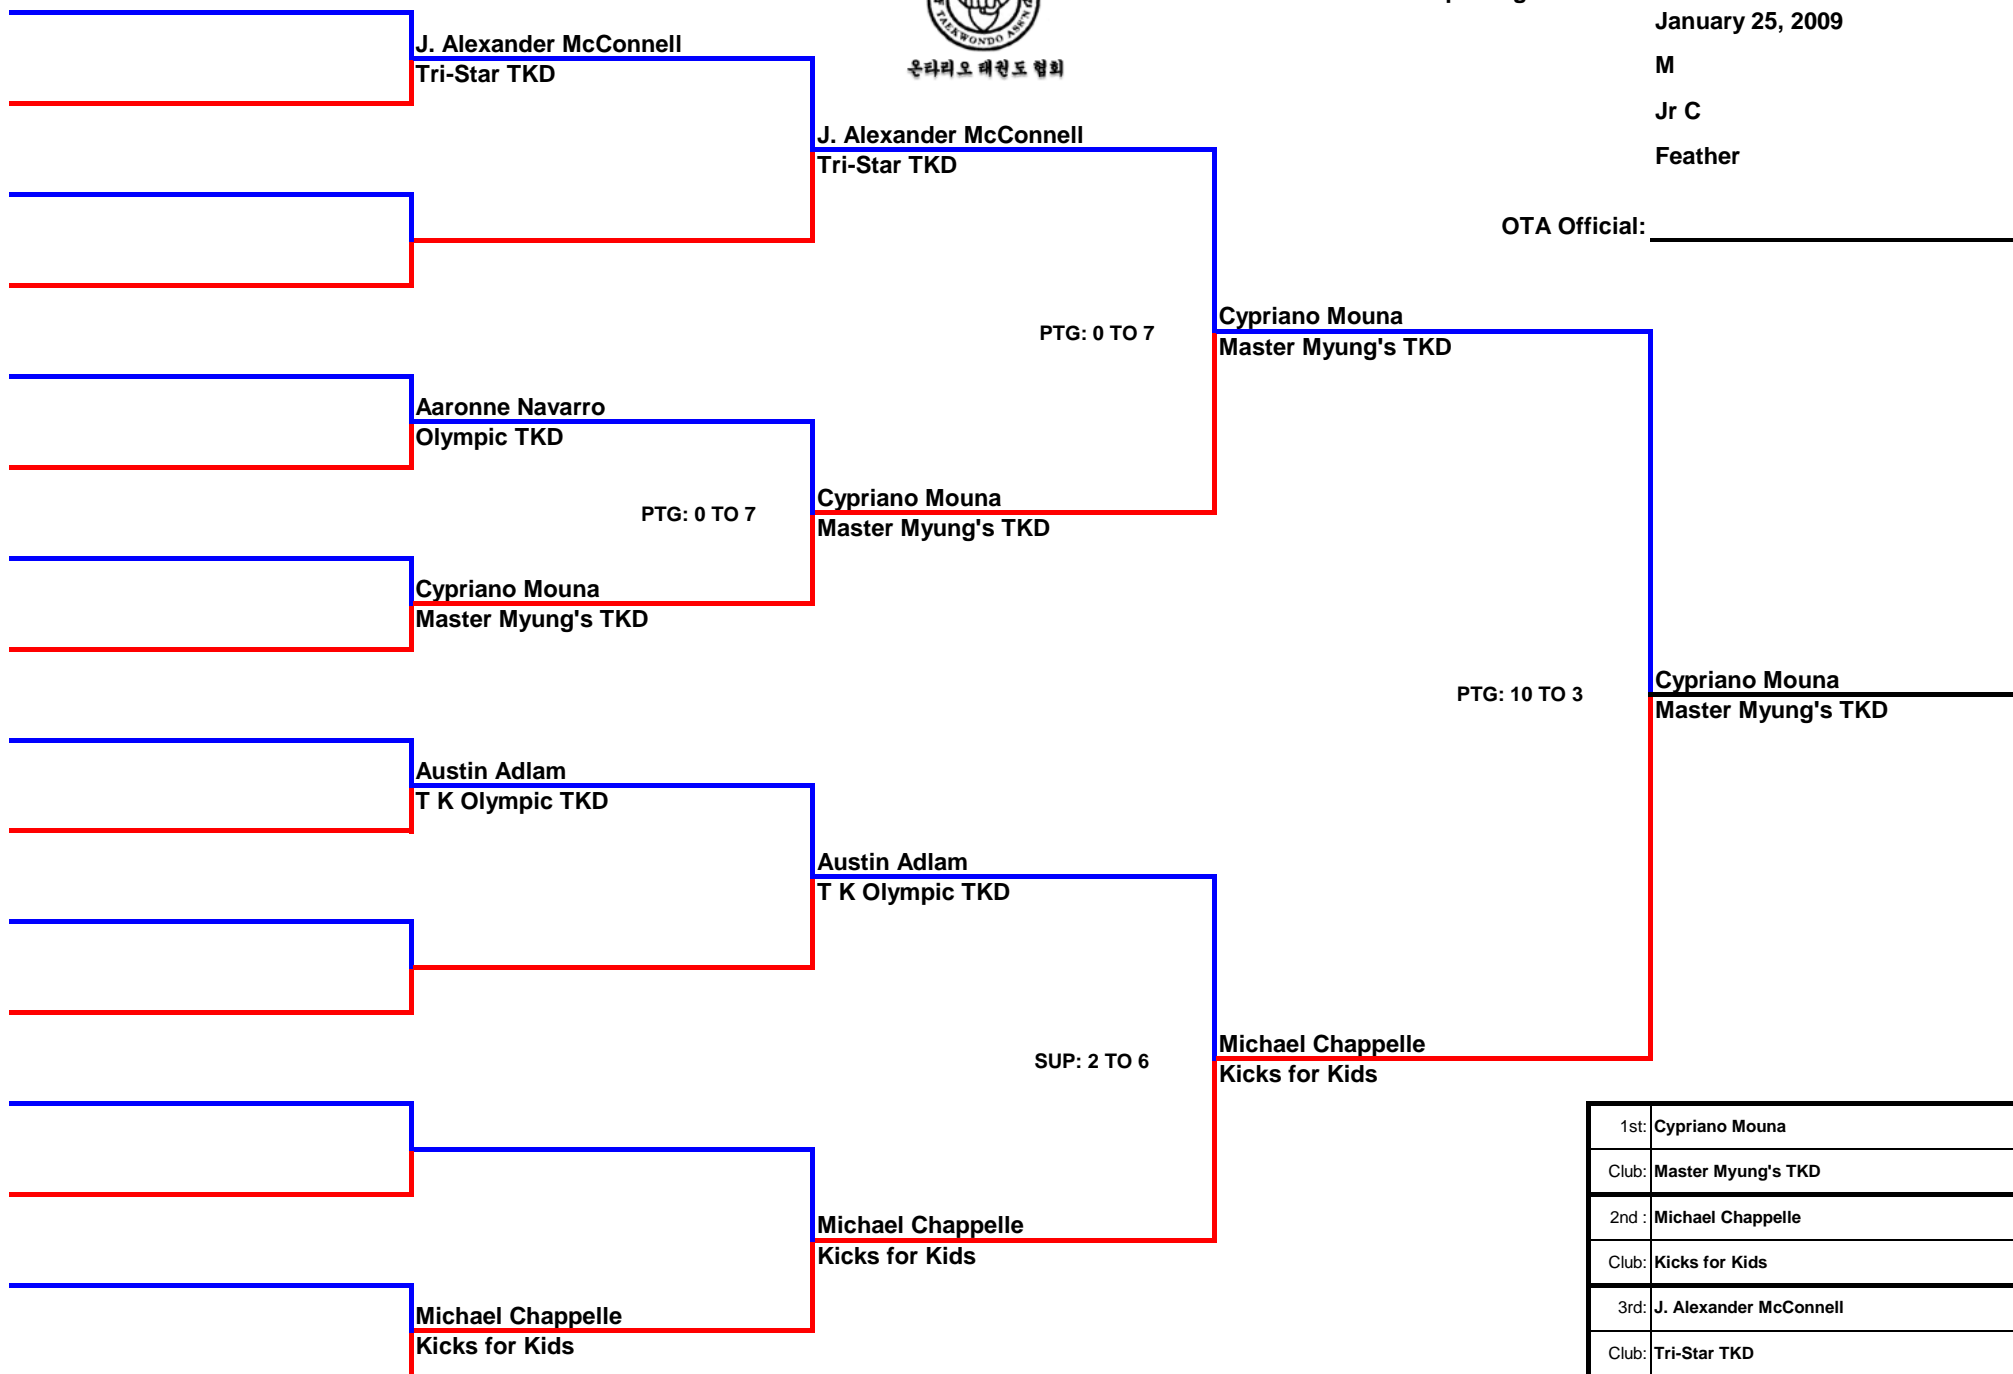 January 25, 2009
M
Jr C
Feather
OTA Official:
TAEKWONDO ASS'N
온타리오 태권도 협회
J. Alexander McConnell
Tri-Star TKD
J. Alexander McConnell
Tri-Star TKD
PTG: 0 TO 7
Cypriano Mouna
Master Myung's TKD
Aaronne Navarro
Olympic TKD
PTG: 0 TO 7
Cypriano Mouna
Master Myung's TKD
Cypriano Mouna
Master Myung's TKD
PTG: 10 TO 3
Cypriano Mouna
Master Myung's TKD
Austin Adlam
T K Olympic TKD
Austin Adlam
T K Olympic TKD
SUP: 2 TO 6
Michael Chappelle
Kicks for Kids
Michael Chappelle
Kicks for Kids
Michael Chappelle
Kicks for Kids
1st: Cypriano Mouna
Club: Master Myung's TKD
2nd : Michael Chappelle
Club: Kicks for Kids
3rd: J. Alexander McConnell
Club: Tri-Star TKD